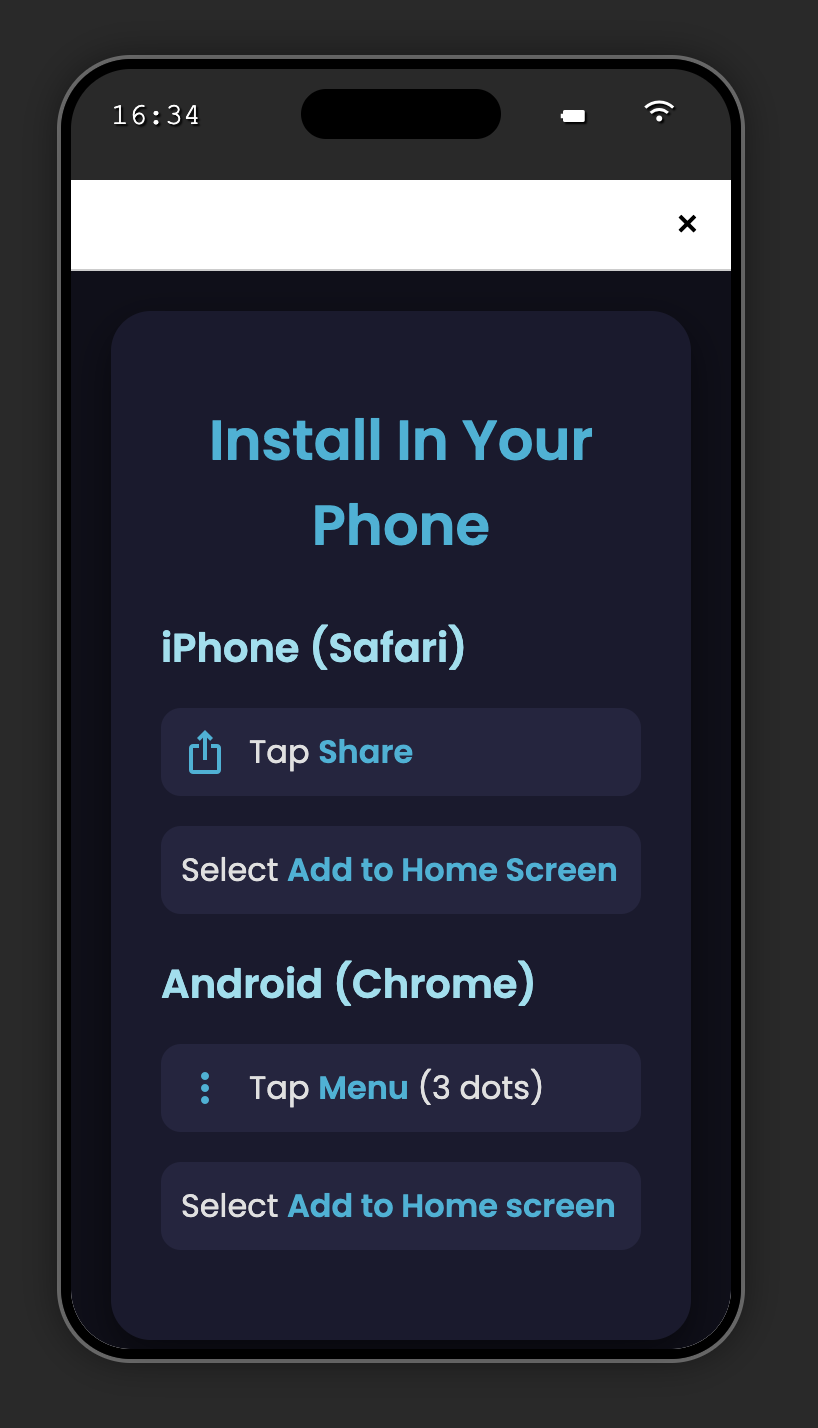 16:34
×
Install In Your
Phone
iPhone (Safari)
Tap Share
Select Add to Home Screen
Android (Chrome)
Tap Menu (3 dots)
Select Add to Home screen